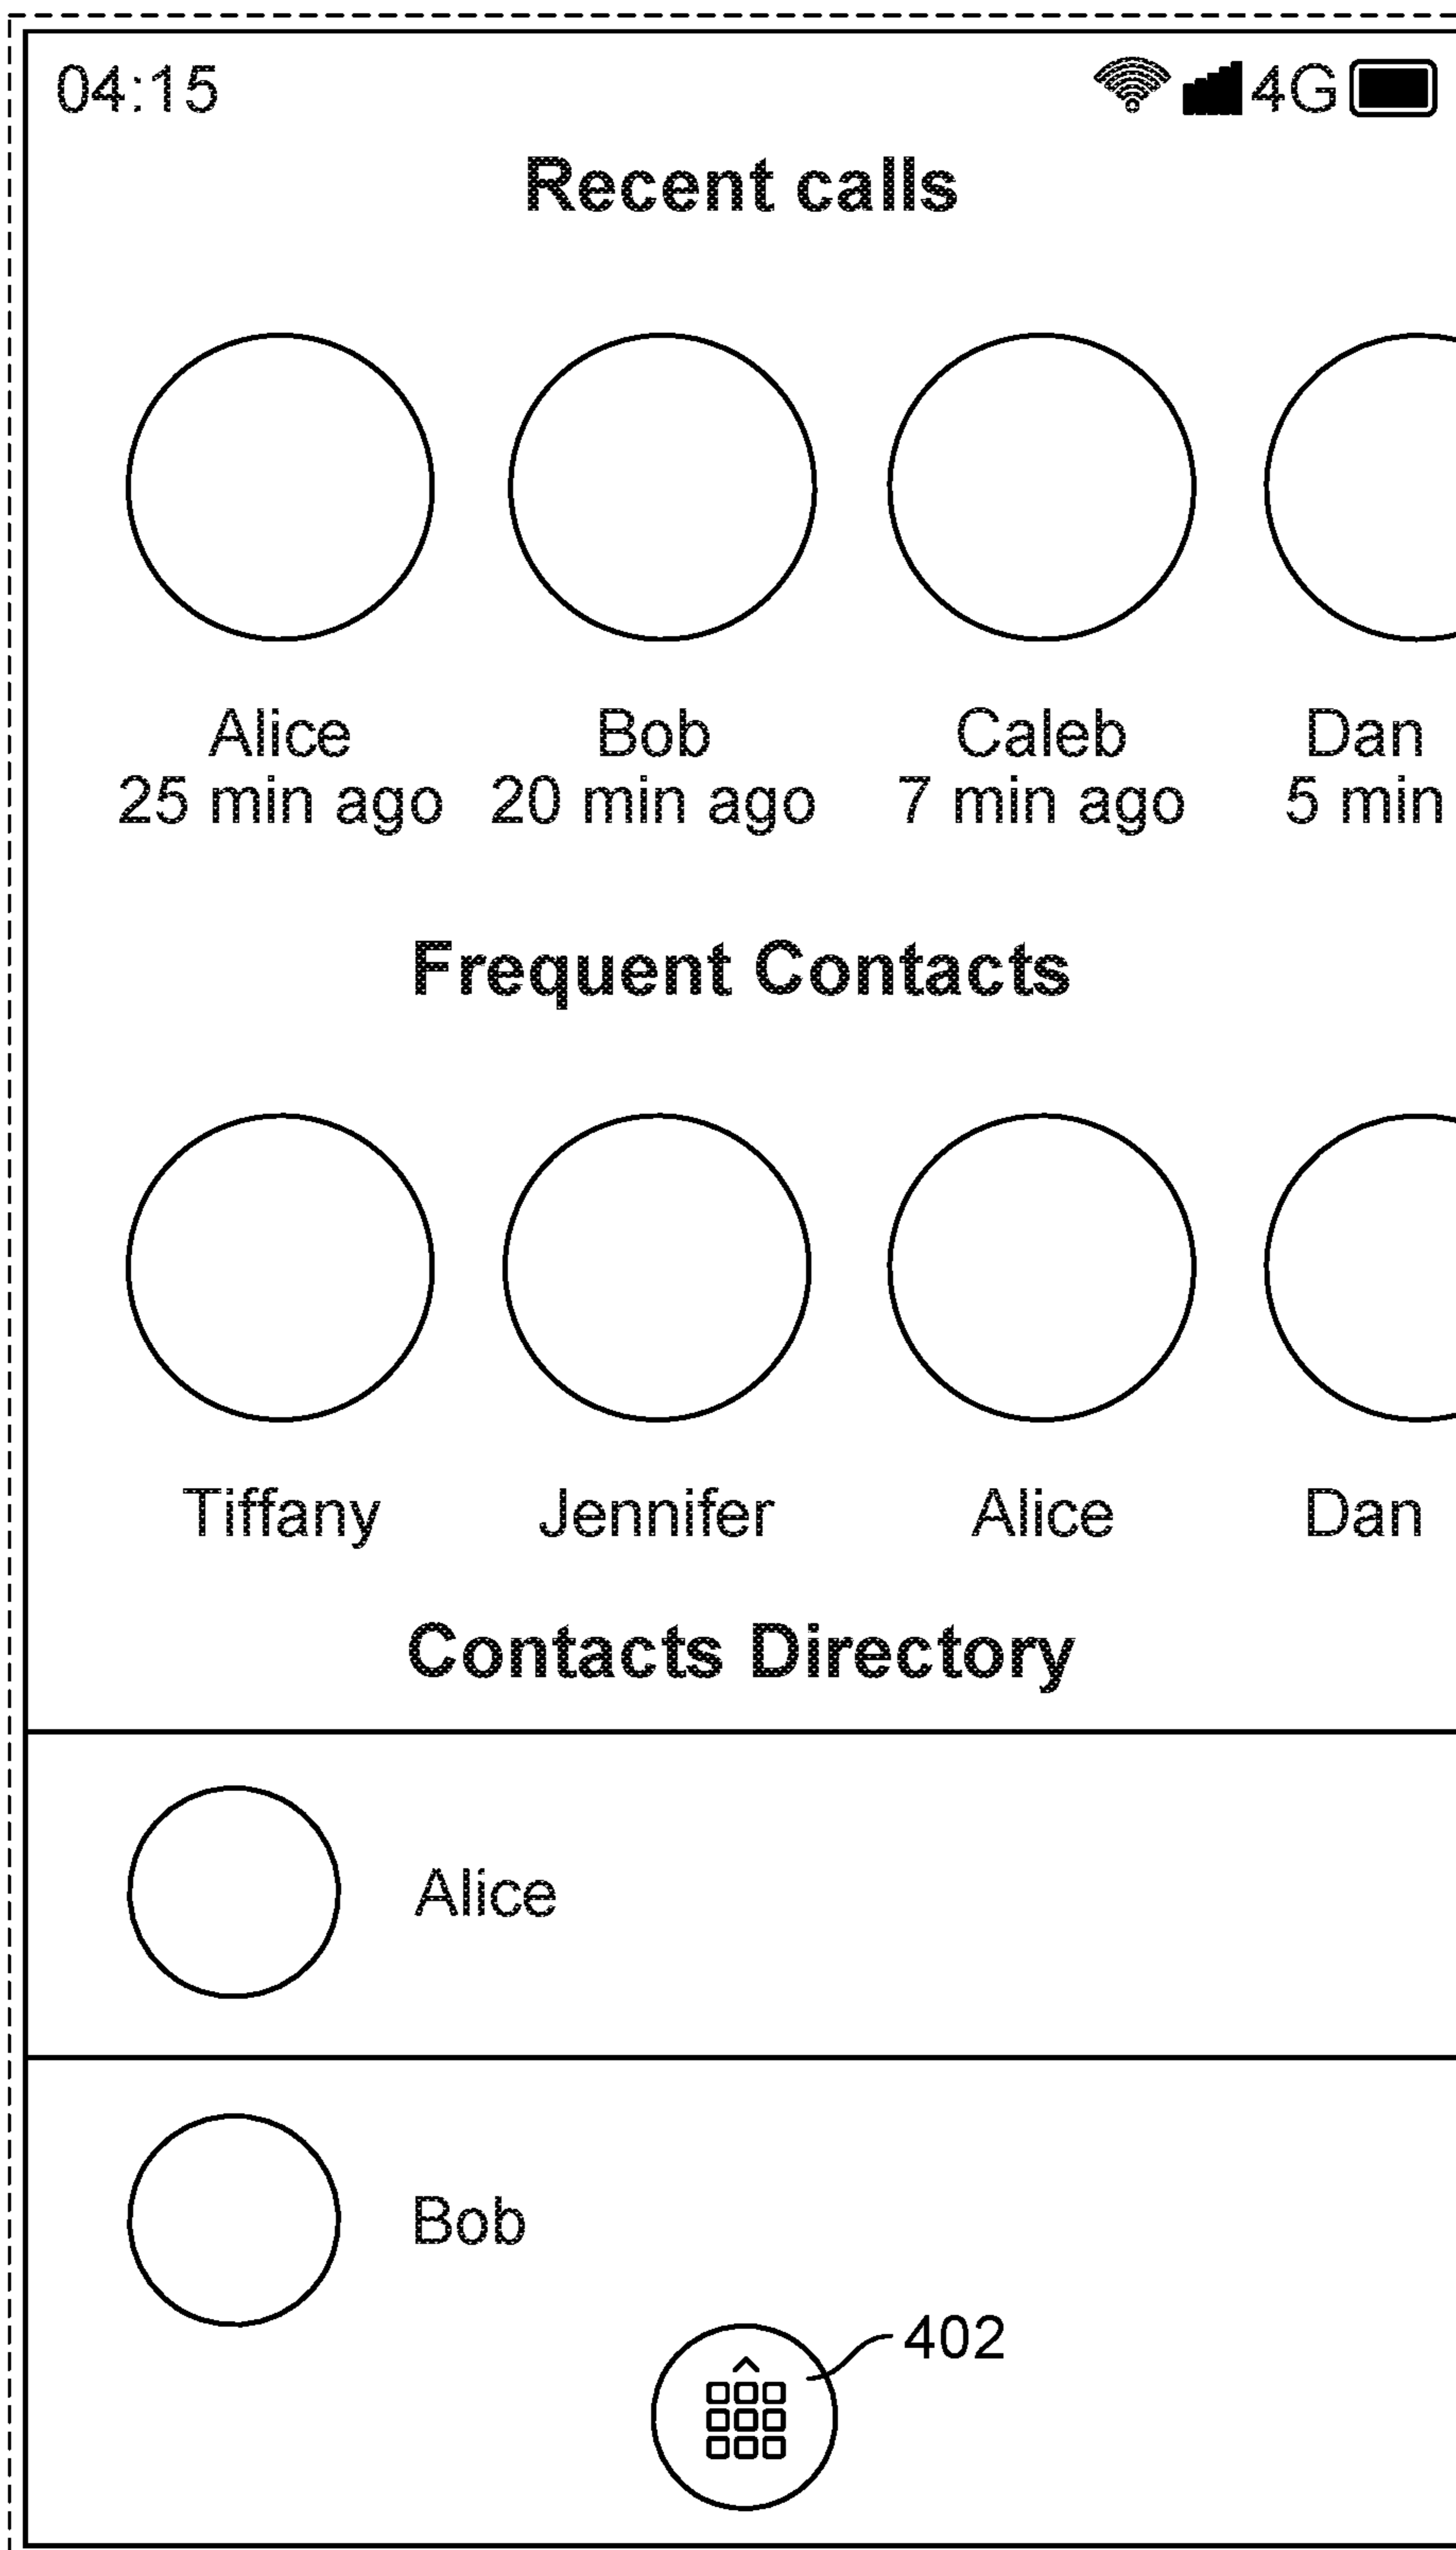 04:15 4G
Recent calls
Alice Bob Caleb Dan
25 min ago 20 min ago 7 min ago 5 min
Frequent Contacts
Tiffany Jennifer Alice Dan
Contacts Directory
Alice
Bob
402